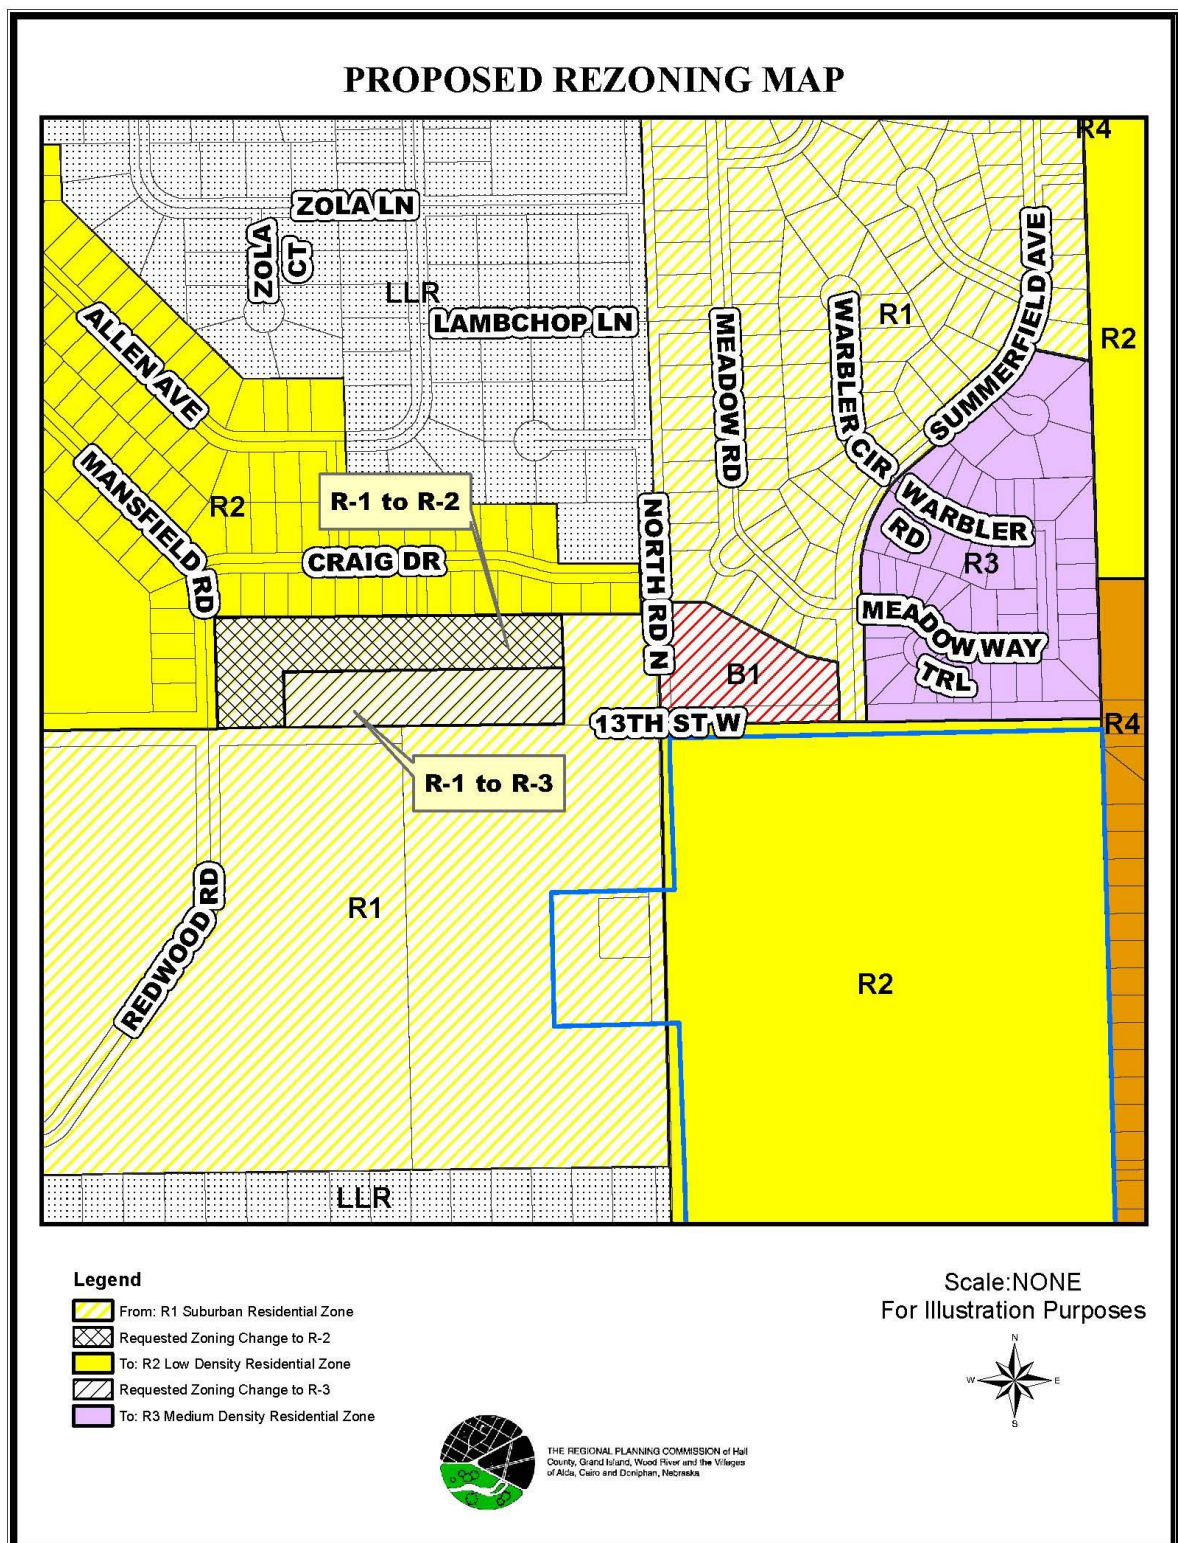 PROPOSED REZONING MAP
R4
ZOLA LN
ZOLA
CT
LLR
LAMBCHOP LN
SUMMERFIELD AVE
R1
R2
ALLEN AVE
MEADOW RD
WARBLER CIR
MANSFIELD RD
R2
R-1 to R-2
NORTH RD N
WARBLER
RD
R3
CRAIG DR
MEADOW WAY
TRL
B1
13TH ST W
R4
R-1 to R-3
REDWOOD RD
R1
R2
LLR
Legend
From: R1 Suburban Residential Zone
Requested Zoning Change to R-2
To: R2 Low Density Residential Zone
Requested Zoning Change to R-3
To: R3 Medium Density Residential Zone
Scale:NONE
For Illustration Purposes
N
W
E
S
THE REGIONAL PLANNING COMMISSION of Hall
County, Grand Island, Wood River and the Villages
of Alda, Cairo and Doniphan, Nebraska